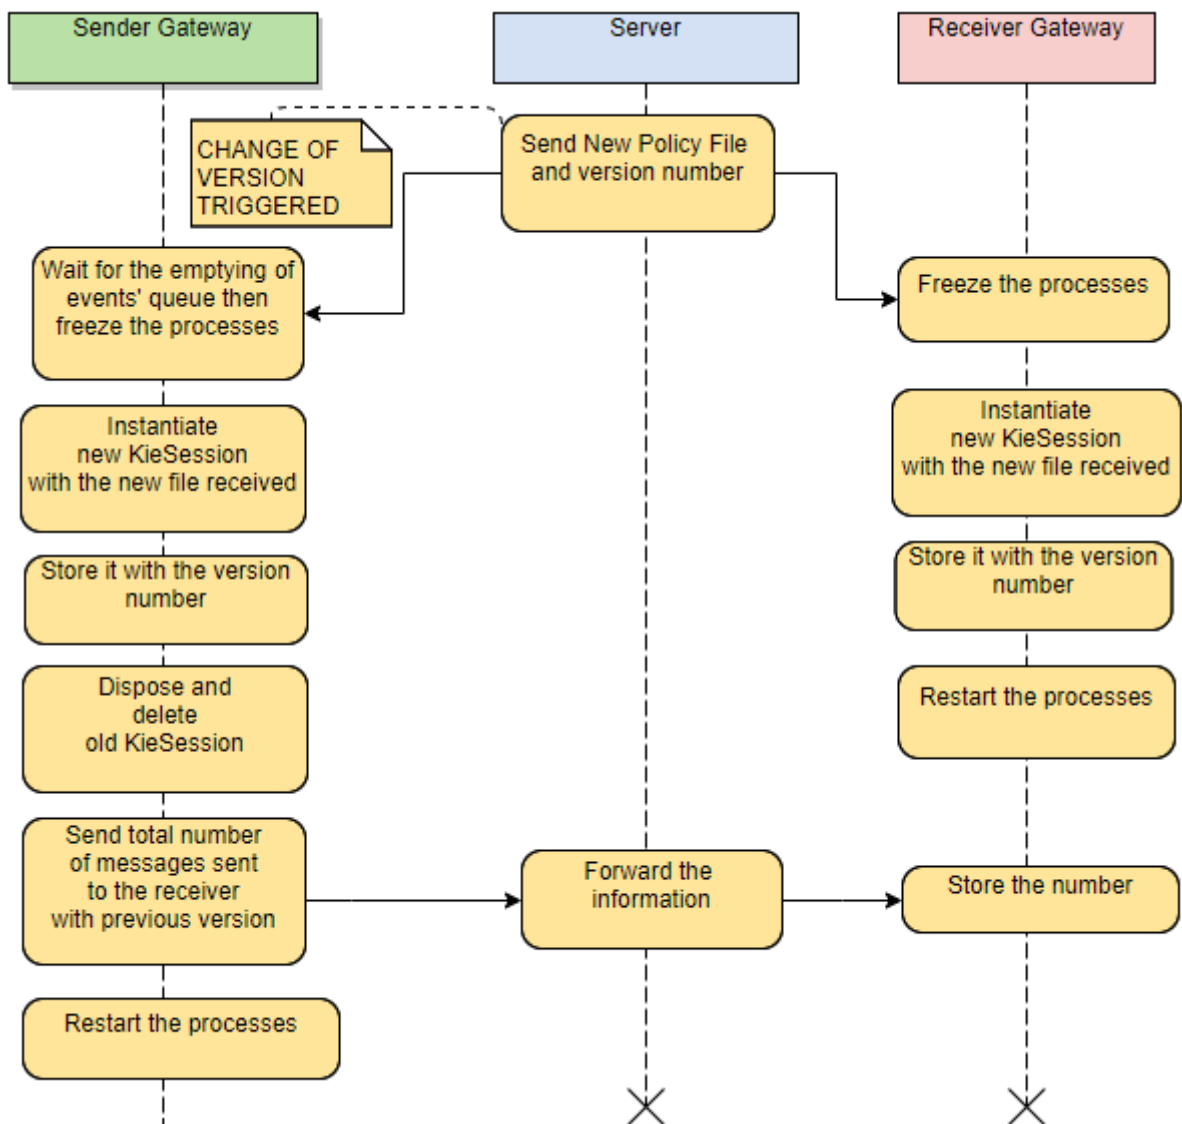 Sender Gateway
Server
Receiver Gateway
CHANGE OF
VERSION
TRIGGERED
Send New Policy File
and version number
Wait for the emptying of
events' queue then
freeze the processes
Freeze the processes
Instantiate
new KieSession
with the new file received
Instantiate
new KieSession
with the new file received
Store it with the version
number
Store it with the version
number
Dispose and
delete
old KieSession
Restart the processes
Send total number
of messages sent
to the receiver
with previous version
Forward the
information
Store the number
Restart the processes